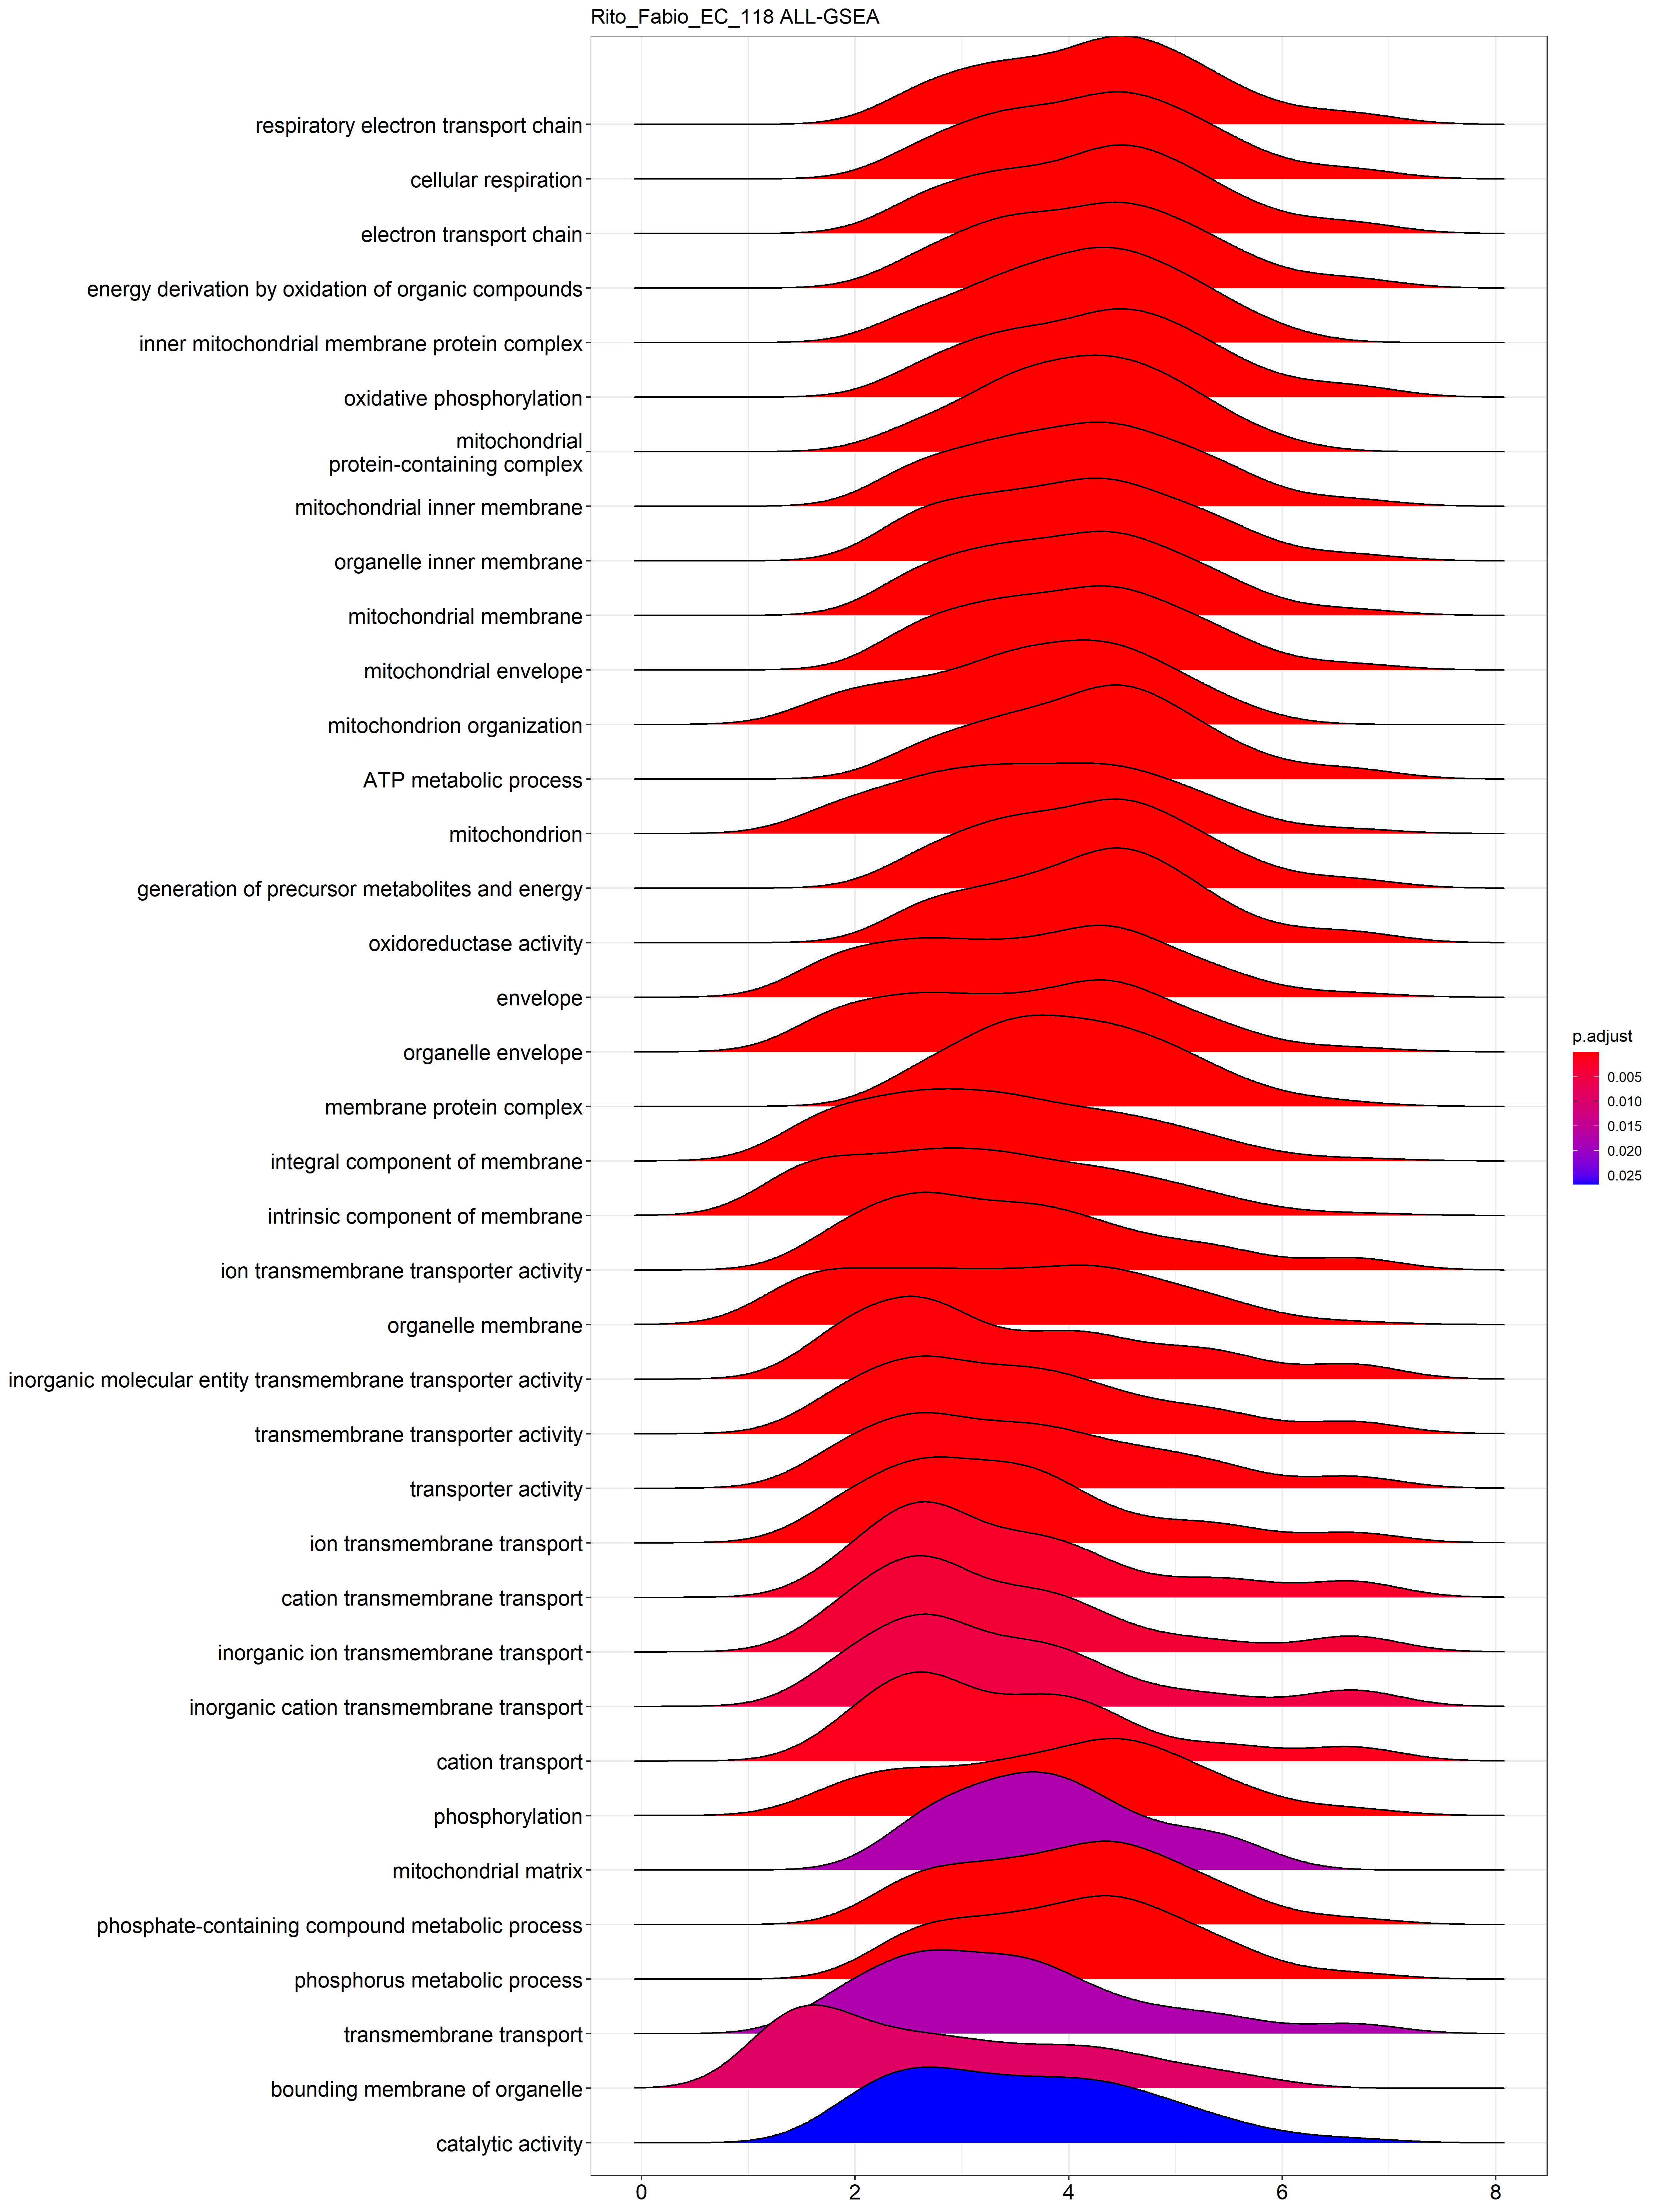 Rito_Fabio_EC_118 ALL-GSEA
respiratory electron transport chain
cellular respiration
electron transport chain
energy derivation by oxidation of organic compounds
inner mitochondrial membrane protein complex
oxidative phosphorylation
mitochondrial
protein-containing complex
mitochondrial inner membrane
organelle inner membrane
mitochondrial membrane
mitochondrial envelope
mitochondrion organization
ATP metabolic process
mitochondrion
generation of precursor metabolites and energy
oxidoreductase activity
envelope
organelle envelope
membrane protein complex
integral component of membrane
intrinsic component of membrane
ion transmembrane transporter activity
organelle membrane
inorganic molecular entity transmembrane transporter activity
transmembrane transporter activity
transporter activity
ion transmembrane transport
cation transmembrane transport
inorganic ion transmembrane transport
inorganic cation transmembrane transport
cation transport
phosphorylation
mitochondrial matrix
phosphate-containing compound metabolic process
phosphorus metabolic process
transmembrane transport
bounding membrane of organelle
catalytic activity
0 2 4 6 8
p.adjust
0.005
0.010
0.015
0.020
0.025